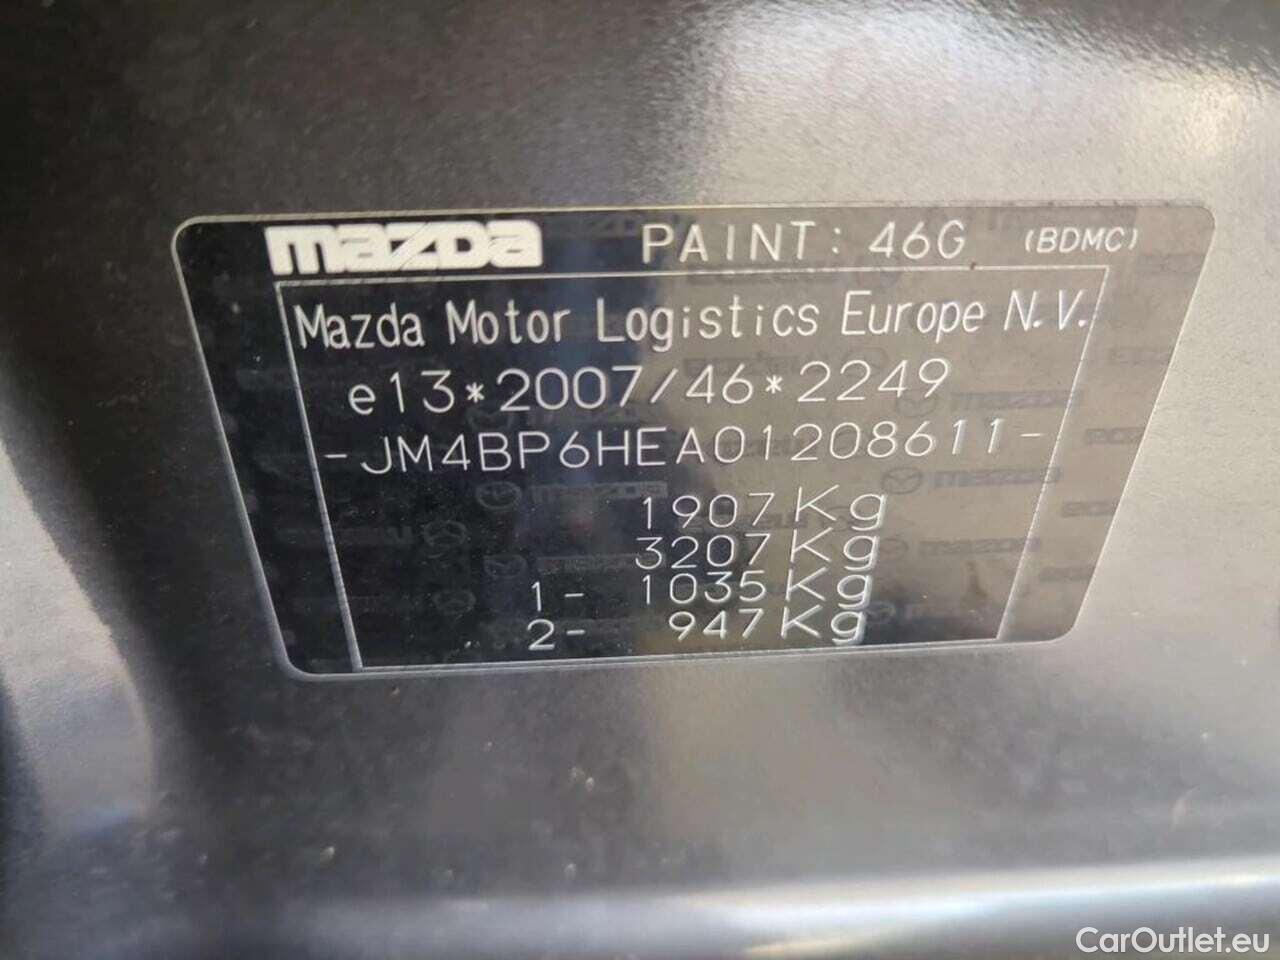 mazda PAINT: 46G (BDMC)
Mazda Motor Logistics Europe N.V.
e13*2007/46*2249
-JM4BP6HEA01208611-
1907Kg
3207Kg
1- 1035Kg
2- 947Kg
CarOutlet.eu